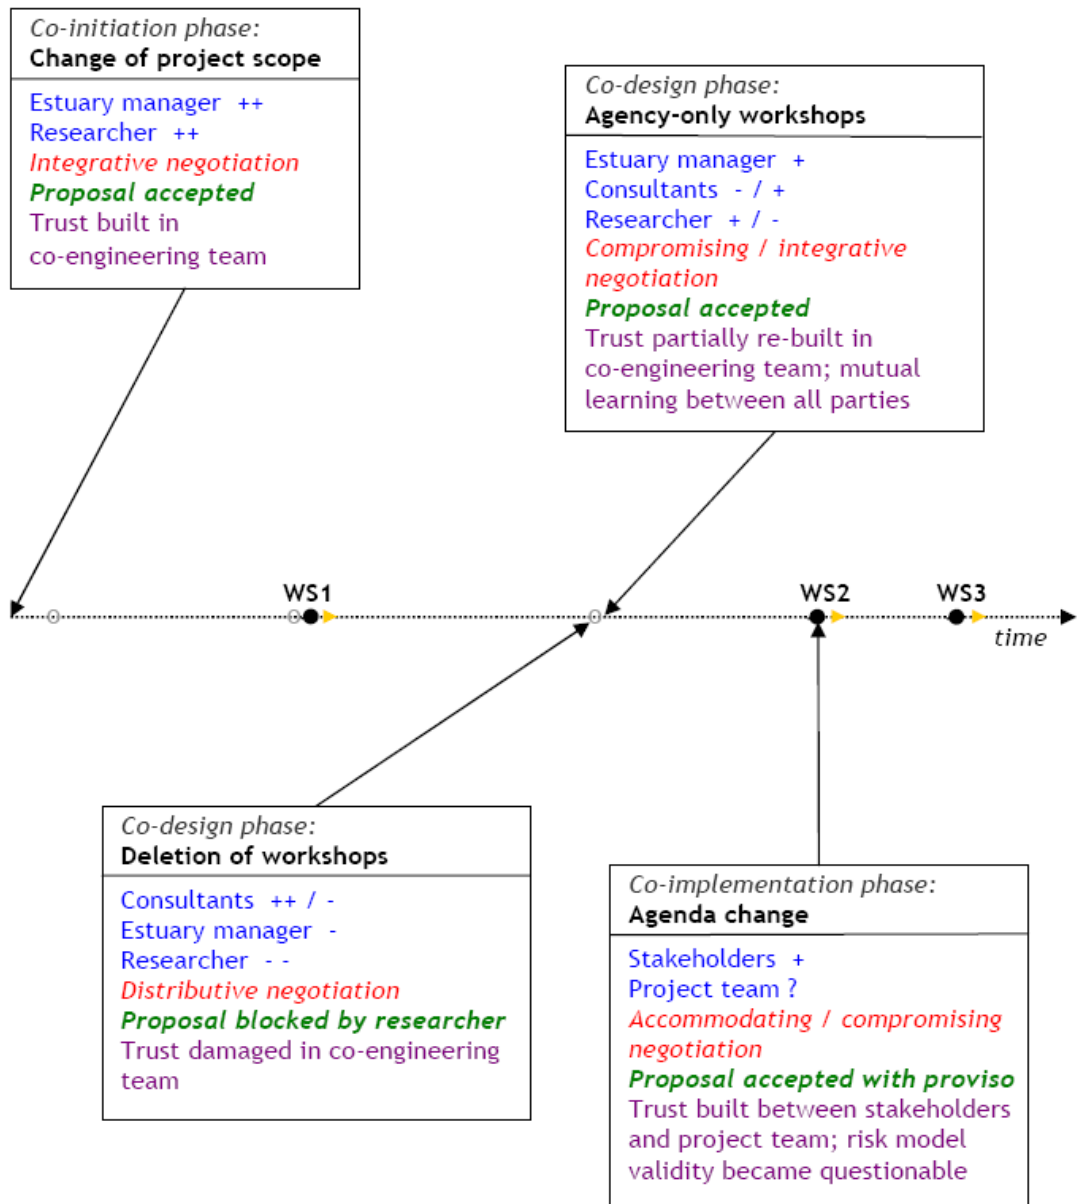 Co-initiation phase:
Change of project scope
Estuary manager ++
Researcher ++
Integrative negotiation
Proposal accepted
Trust built in
co-engineering team
Co-design phase:
Agency-only workshops
Estuary manager +
Consultants - / +
Researcher + / -
Compromising / integrative
negotiation
Proposal accepted
Trust partially re-built in
co-engineering team; mutual
learning between all parties
WS1
WS2
WS3
time
Co-design phase:
Deletion of workshops
Consultants ++ / -
Estuary manager -
Researcher - -
Distributive negotiation
Proposal blocked by researcher
Trust damaged in co-engineering
team
Co-implementation phase:
Agenda change
Stakeholders +
Project team ?
Accommodating / compromising
negotiation
Proposal accepted with proviso
Trust built between stakeholders
and project team; risk model
validity became questionable